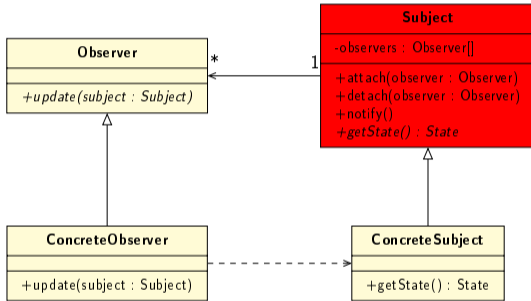 Observer
+update(subject : Subject)
*
1
Subject
-observers : Observer[]
+attach(observer : Observer)
+detach(observer : Observer)
+notify()
+getState() : State
ConcreteObserver
+update(subject : Subject)
ConcreteSubject
+getState() : State